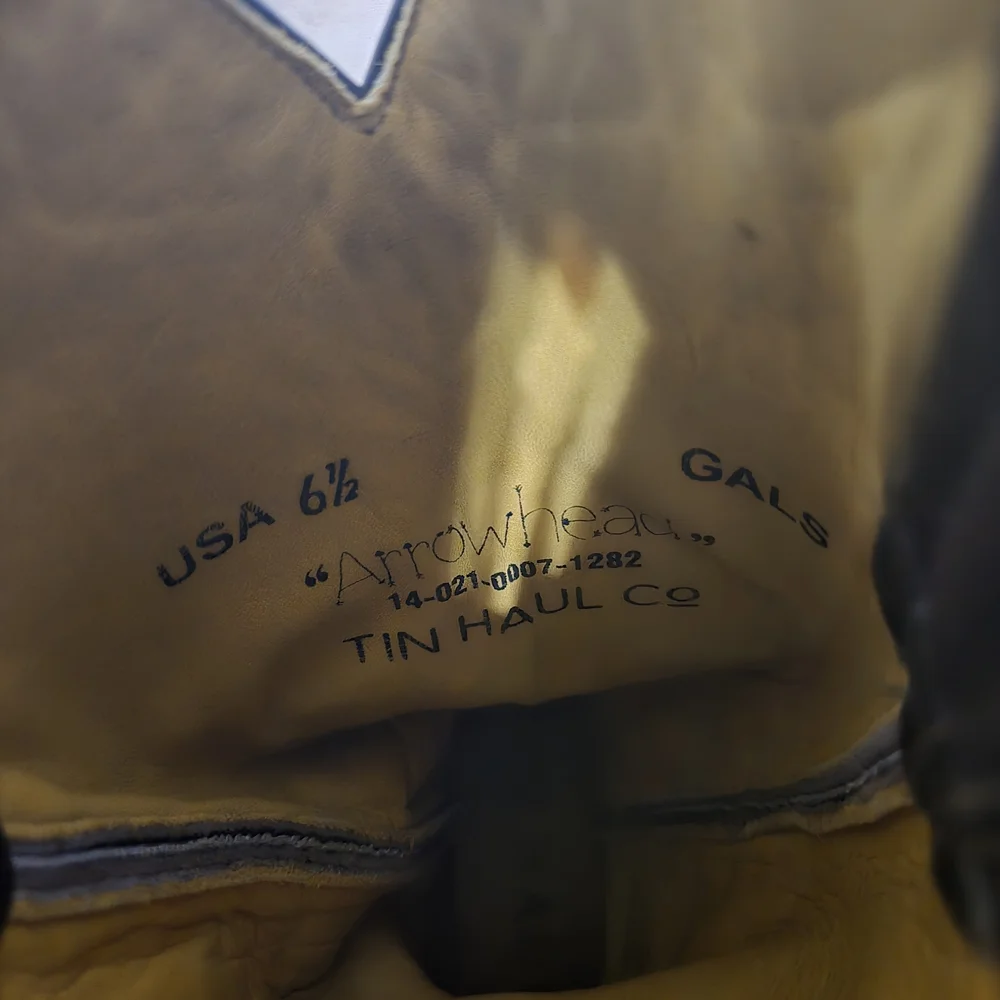 USA 6½ GALS
“Arrowhead„
14-021-0007-1282
TIN HAUL Co